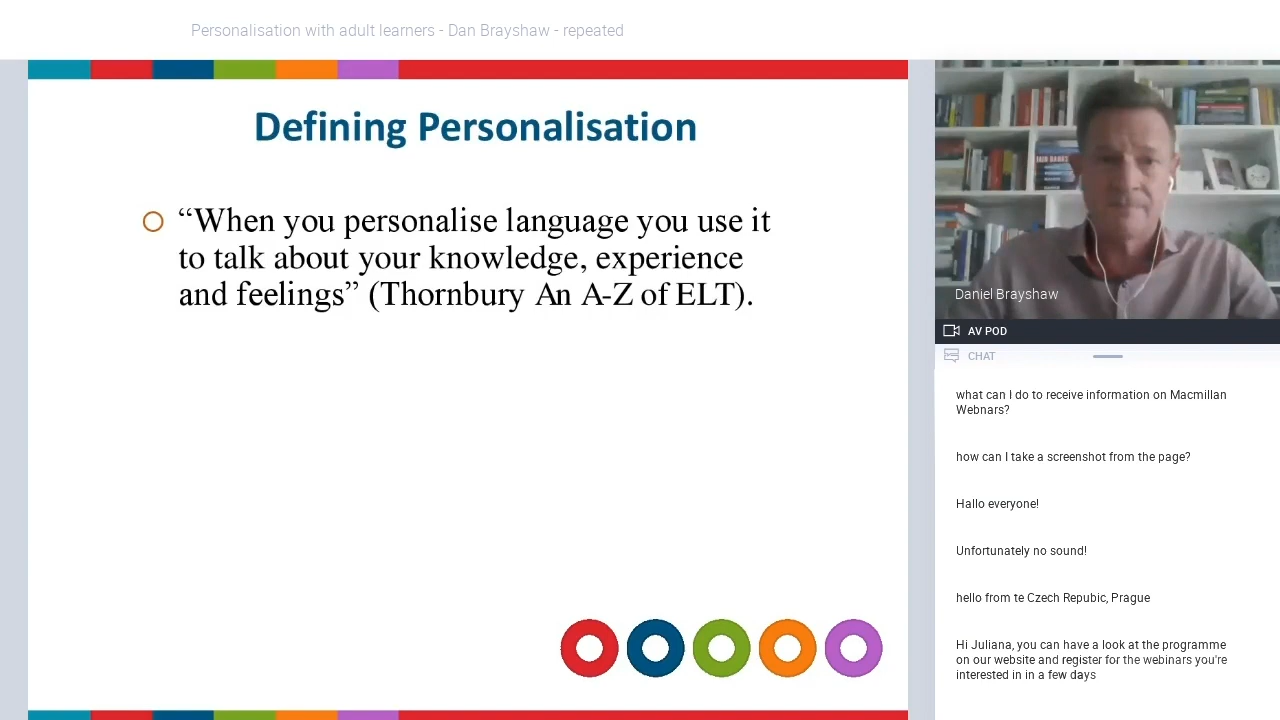 Personalisation with adult learners - Dan Brayshaw - repeated
Defining Personalisation
“When you personalise language you use it
to talk about your knowledge, experience
and feelings” (Thornbury An A-Z of ELT).
IAIN BANKS
Daniel Brayshaw
AV POD
CHAT
what can I do to receive information on Macmillan
Webnars?
how can I take a screenshot from the page?
Hallo everyone!
Unfortunately no sound!
hello from te Czech Repubic, Prague
Hi Juliana, you can have a look at the programme
on our website and register for the webinars you're
interested in in a few days